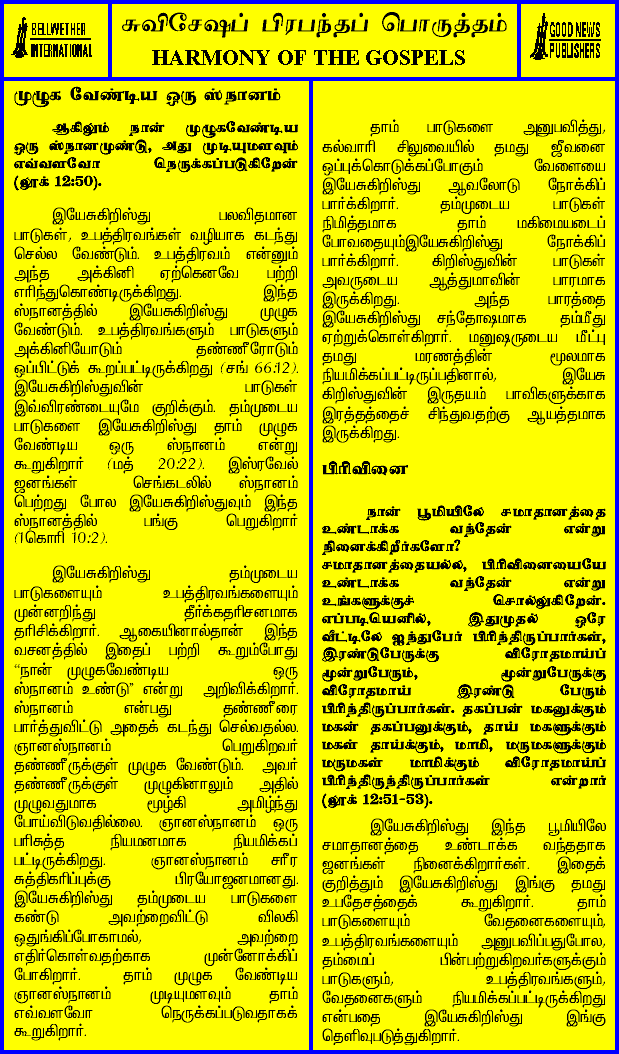 BELLWETHER
INTERNATIONAL
சுவிசேஷப் பிரபந்தப் பொருத்தம்
HARMONY OF THE GOSPELS
GOOD NEWS
PUBLISHERS
முழுக வேண்டிய ஒரு ஸ்நானம்
ஆகிலும் நான் முழுகவேண்டிய
ஒரு ஸ்நானமுண்டு, அது முடியுமளவும்
எவ்வளவோ நெருக்கப்படுகிறேன்
(லூக் 12:50).
இயேசுகிறிஸ்து பலவிதமான
பாடுகள், உபத்திரவங்கள் வழியாக கடந்து
செல்ல வேண்டும். உபத்திரவம் என்னும்
அந்த அக்கினி ஏற்கெனவே பற்றி
எரிந்துகொண்டிருக்கிறது. இந்த
ஸ்நானத்தில் இயேசுகிறிஸ்து முழுக
வேண்டும். உபத்திரவங்களும் பாடுகளும்
அக்கினியோடும் தண்ணீரோடும்
ஒப்பிட்டுக் கூறப்பட்டிருக்கிறது (சங் 66:12).
இயேசுகிறிஸ்துவின் பாடுகள்
இவ்விரண்டையுமே குறிக்கும். தம்முடைய
பாடுகளை இயேசுகிறிஸ்து தாம் முழுக
வேண்டிய ஒரு ஸ்நானம் என்று
கூறுகிறார் (மத் 20:22). இஸ்ரவேல்
ஜனங்கள் செங்கடலில் ஸ்நானம்
பெற்றது போல இயேசுகிறிஸ்துவும் இந்த
ஸ்நானத்தில் பங்கு பெறுகிறார்
(1கொரி 10:2).
இயேசுகிறிஸ்து தம்முடைய
பாடுகளையும் உபத்திரவங்களையும்
முன்னறிந்து தீர்க்கதரிசனமாக
தரிசிக்கிறார். ஆகையினால்தான் இந்த
வசனத்தில் இதைப் பற்றி கூறும்போது
“நான் முழுகவேண்டிய ஒரு
ஸ்நானம் உண்டு” என்று அறிவிக்கிறார்.
ஸ்நானம் என்பது தண்ணீரை
பார்த்துவிட்டு அதைக் கடந்து செல்வதல்ல.
ஞானஸ்நானம் பெறுகிறவர்
தண்ணீருக்குள் முழுக வேண்டும். அவர்
தண்ணீருக்குள் முழுகினாலும் அதில்
முழுவதுமாக மூழ்கி அமிழ்ந்து
போய்விடுவதில்லை. ஞானஸ்நானம் ஒரு
பரிசுத்த நியமனமாக நியமிக்கப்
பட்டிருக்கிறது. ஞானஸ்நானம் சரீர
சுத்திகரிப்புக்கு பிரயோஜனமானது.
இயேசுகிறிஸ்து தம்முடைய பாடுகளை
கண்டு அவற்றைவிட்டு விலகி
ஒதுங்கிப்போகாமல், அவற்றை
எதிர்கொள்வதற்காக முன்னோக்கிப்
போகிறார். தாம் முழுக வேண்டிய
ஞானஸ்நானம் முடியுமளவும் தாம்
எவ்வளவோ நெருக்கப்படுவதாகக்
கூறுகிறார்.
தாம் பாடுகளை அனுபவித்து,
கல்வாரி சிலுவையில் தமது ஜீவனை
ஒப்புக்கொடுக்கப்போகும் வேளையை
இயேசுகிறிஸ்து ஆவலோடு நோக்கிப்
பார்க்கிறார். தம்முடைய பாடுகள்
நிமித்தமாக தாம் மகிமையடைப்
போவதையும்இயேசுகிறிஸ்து நோக்கிப்
பார்க்கிறார். கிறிஸ்துவின் பாடுகள்
அவருடைய ஆத்துமாவின் பாரமாக
இருக்கிறது. அந்த பாரத்தை
இயேசுகிறிஸ்து சந்தோஷமாக தம்மீது
ஏற்றுக்கொள்கிறார். மனுஷருடைய மீட்பு
தமது மரணத்தின் மூலமாக
நியமிக்கப்பட்டிருப்பதினால், இயேசு
கிறிஸ்துவின் இருதயம் பாவிகளுக்காக
இரத்தத்தைச் சிந்துவதற்கு ஆயத்தமாக
இருக்கிறது.
பிரிவினை
நான் பூமியிலே சமாதானத்தை
உண்டாக்க வந்தேன் என்று
நினைக்கிறீர்களோ?
சமாதானத்தையல்ல, பிரிவினையையே
உண்டாக்க வந்தேன் என்று
உங்களுக்குச் சொல்லுகிறேன்.
எப்படியெனில், இதுமுதல் ஒரே
வீட்டிலே ஐந்துபேர் பிரிந்திருப்பார்கள்,
இரண்டுபேருக்கு விரோதமாய்ப்
மூன்றுபேரும், மூன்றுபேருக்கு
விரோதமாய் இரண்டு பேரும்
பிரிந்திருப்பார்கள். தகப்பன் மகனுக்கும்
மகன் தகப்பனுக்கும், தாய் மகளுக்கும்
மகள் தாய்க்கும், மாமி, மருமகளுக்கும்
மருமகள் மாமிக்கும் விரோதமாய்ப்
பிரிந்திருந்திருப்பார்கள் என்றார்
(லூக் 12:51-53).
இயேசுகிறிஸ்து இந்த பூமியிலே
சமாதானத்தை உண்டாக்க வந்ததாக
ஜனங்கள் நினைக்கிறார்கள். இதைக்
குறித்தும் இயேசுகிறிஸ்து இங்கு தமது
உபதேசத்தைக் கூறுகிறார். தாம்
பாடுகளையும் வேதனைகளையும்,
உபத்திரவங்களையும் அனுபவிப்பதுபோல,
தம்மைப் பின்பற்றுகிறவர்களுக்கும்
பாடுகளும், உபத்திரவங்களும்,
வேதனைகளும் நியமிக்கப்பட்டிருக்கிறது
என்பதை இயேசுகிறிஸ்து இங்கு
தெளிவுபடுத்துகிறார்.